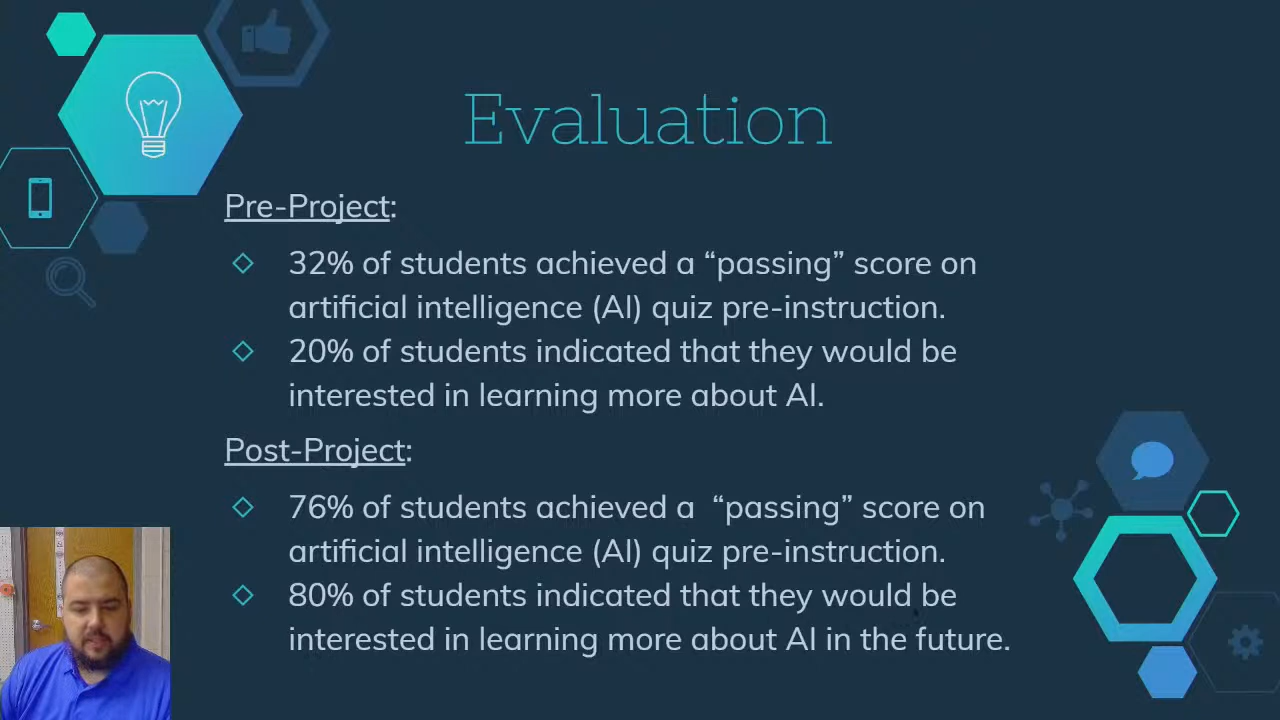 Evaluation
Pre-Project:
32% of students achieved a “passing” score on
artificial intelligence (AI) quiz pre-instruction.
20% of students indicated that they would be
interested in learning more about AI.
Post-Project:
76% of students achieved a  “passing” score on
artificial intelligence (AI) quiz pre-instruction.
80% of students indicated that they would be
interested in learning more about AI in the future.